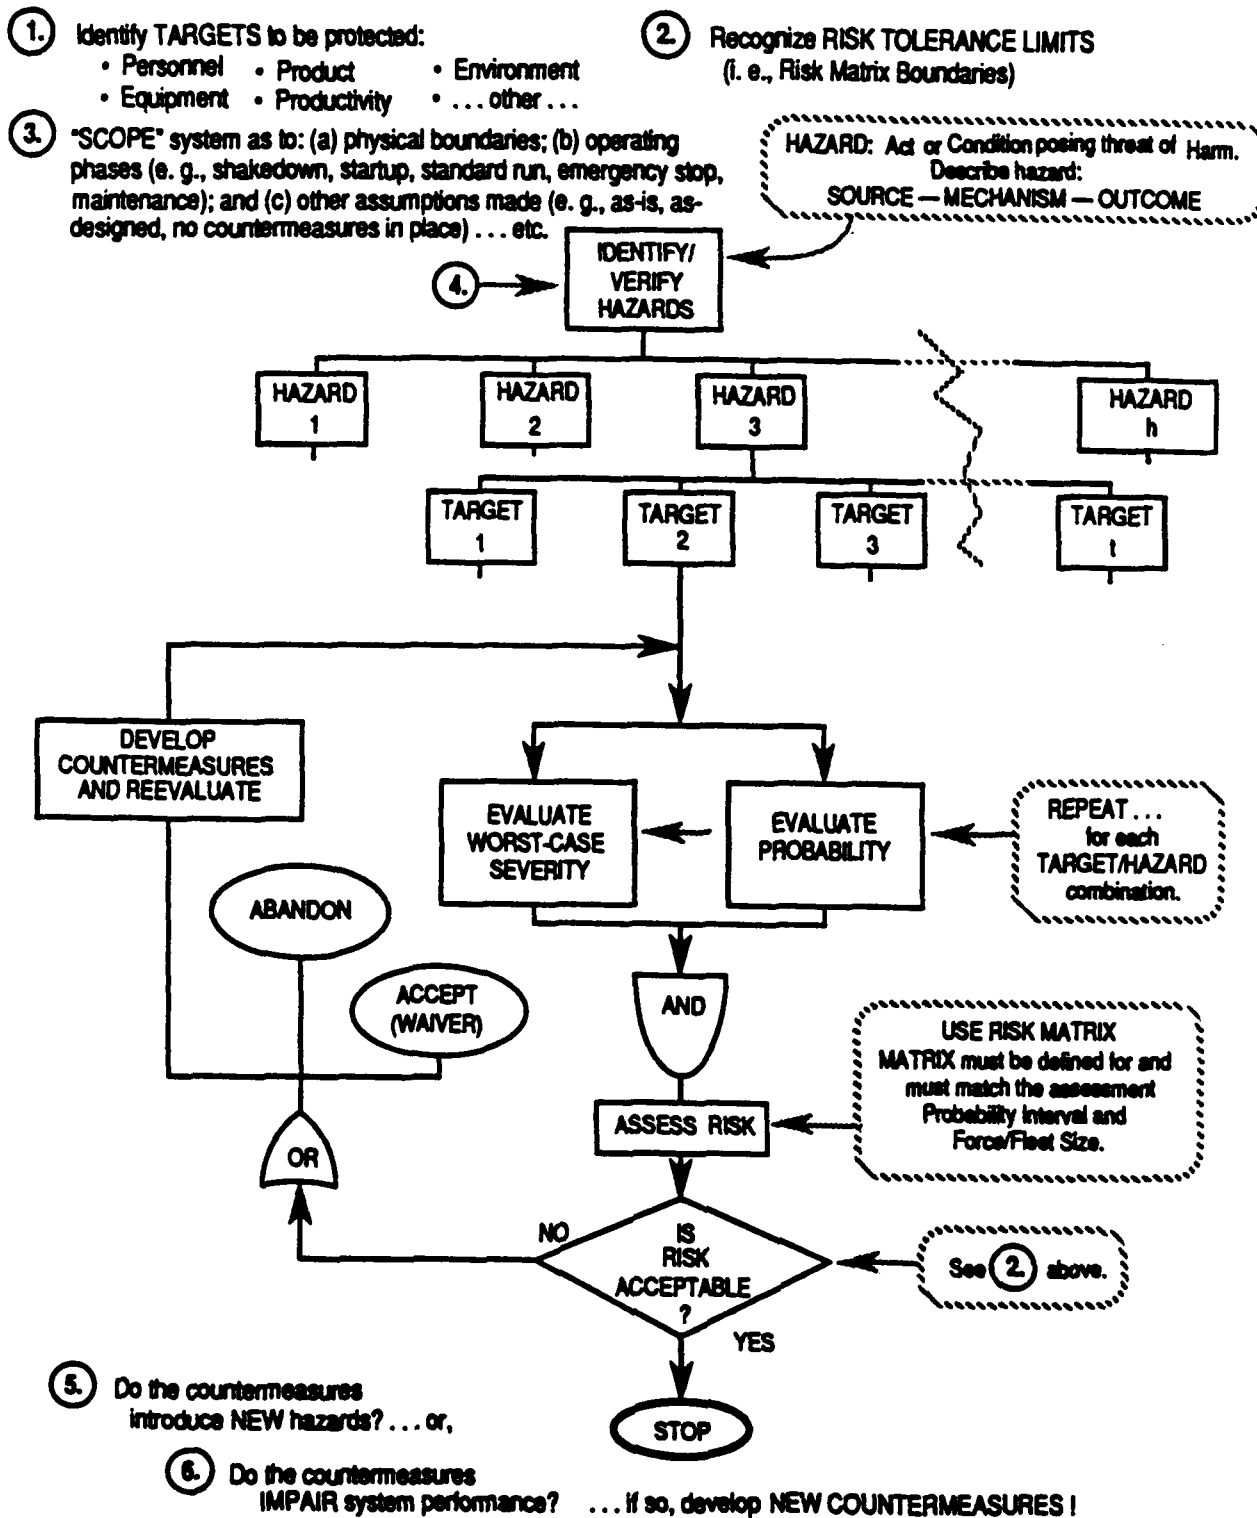 1. Identify TARGETS to be protected:
• Personnel • Product • Environment
• Equipment • Productivity • ... other ...
2. Recognize RISK TOLERANCE LIMITS
(i. e., Risk Matrix Boundaries)
3. "SCOPE" system as to: (a) physical boundaries; (b) operating
phases (e. g., shakedown, startup, standard run, emergency stop,
maintenance); and (c) other assumptions made (e. g., as-is, as-
designed, no countermeasures in place) ... etc.
HAZARD: Act or Condition posing threat of Harm.
Describe hazard:
SOURCE — MECHANISM — OUTCOME
4.
IDENTIFY/
VERIFY
HAZARDS
HAZARD
1
HAZARD
2
HAZARD
3
HAZARD
h
TARGET
1
TARGET
2
TARGET
3
TARGET
t
DEVELOP
COUNTERMEASURES
AND REEVALUATE
EVALUATE
WORST-CASE
SEVERITY
EVALUATE
PROBABILITY
REPEAT ...
for each
TARGET/HAZARD
combination.
ABANDON
ACCEPT
(WAIVER)
AND
USE RISK MATRIX
MATRIX must be defined for and
must match the assessment
Probability Interval and
Force/Fleet Size.
ASSESS RISK
OR
NO
IS
RISK
ACCEPTABLE
?
See 2. above.
YES
STOP
5. Do the countermeasures
introduce NEW hazards? ... or,
6. Do the countermeasures
IMPAIR system performance? ... if so, develop NEW COUNTERMEASURES !